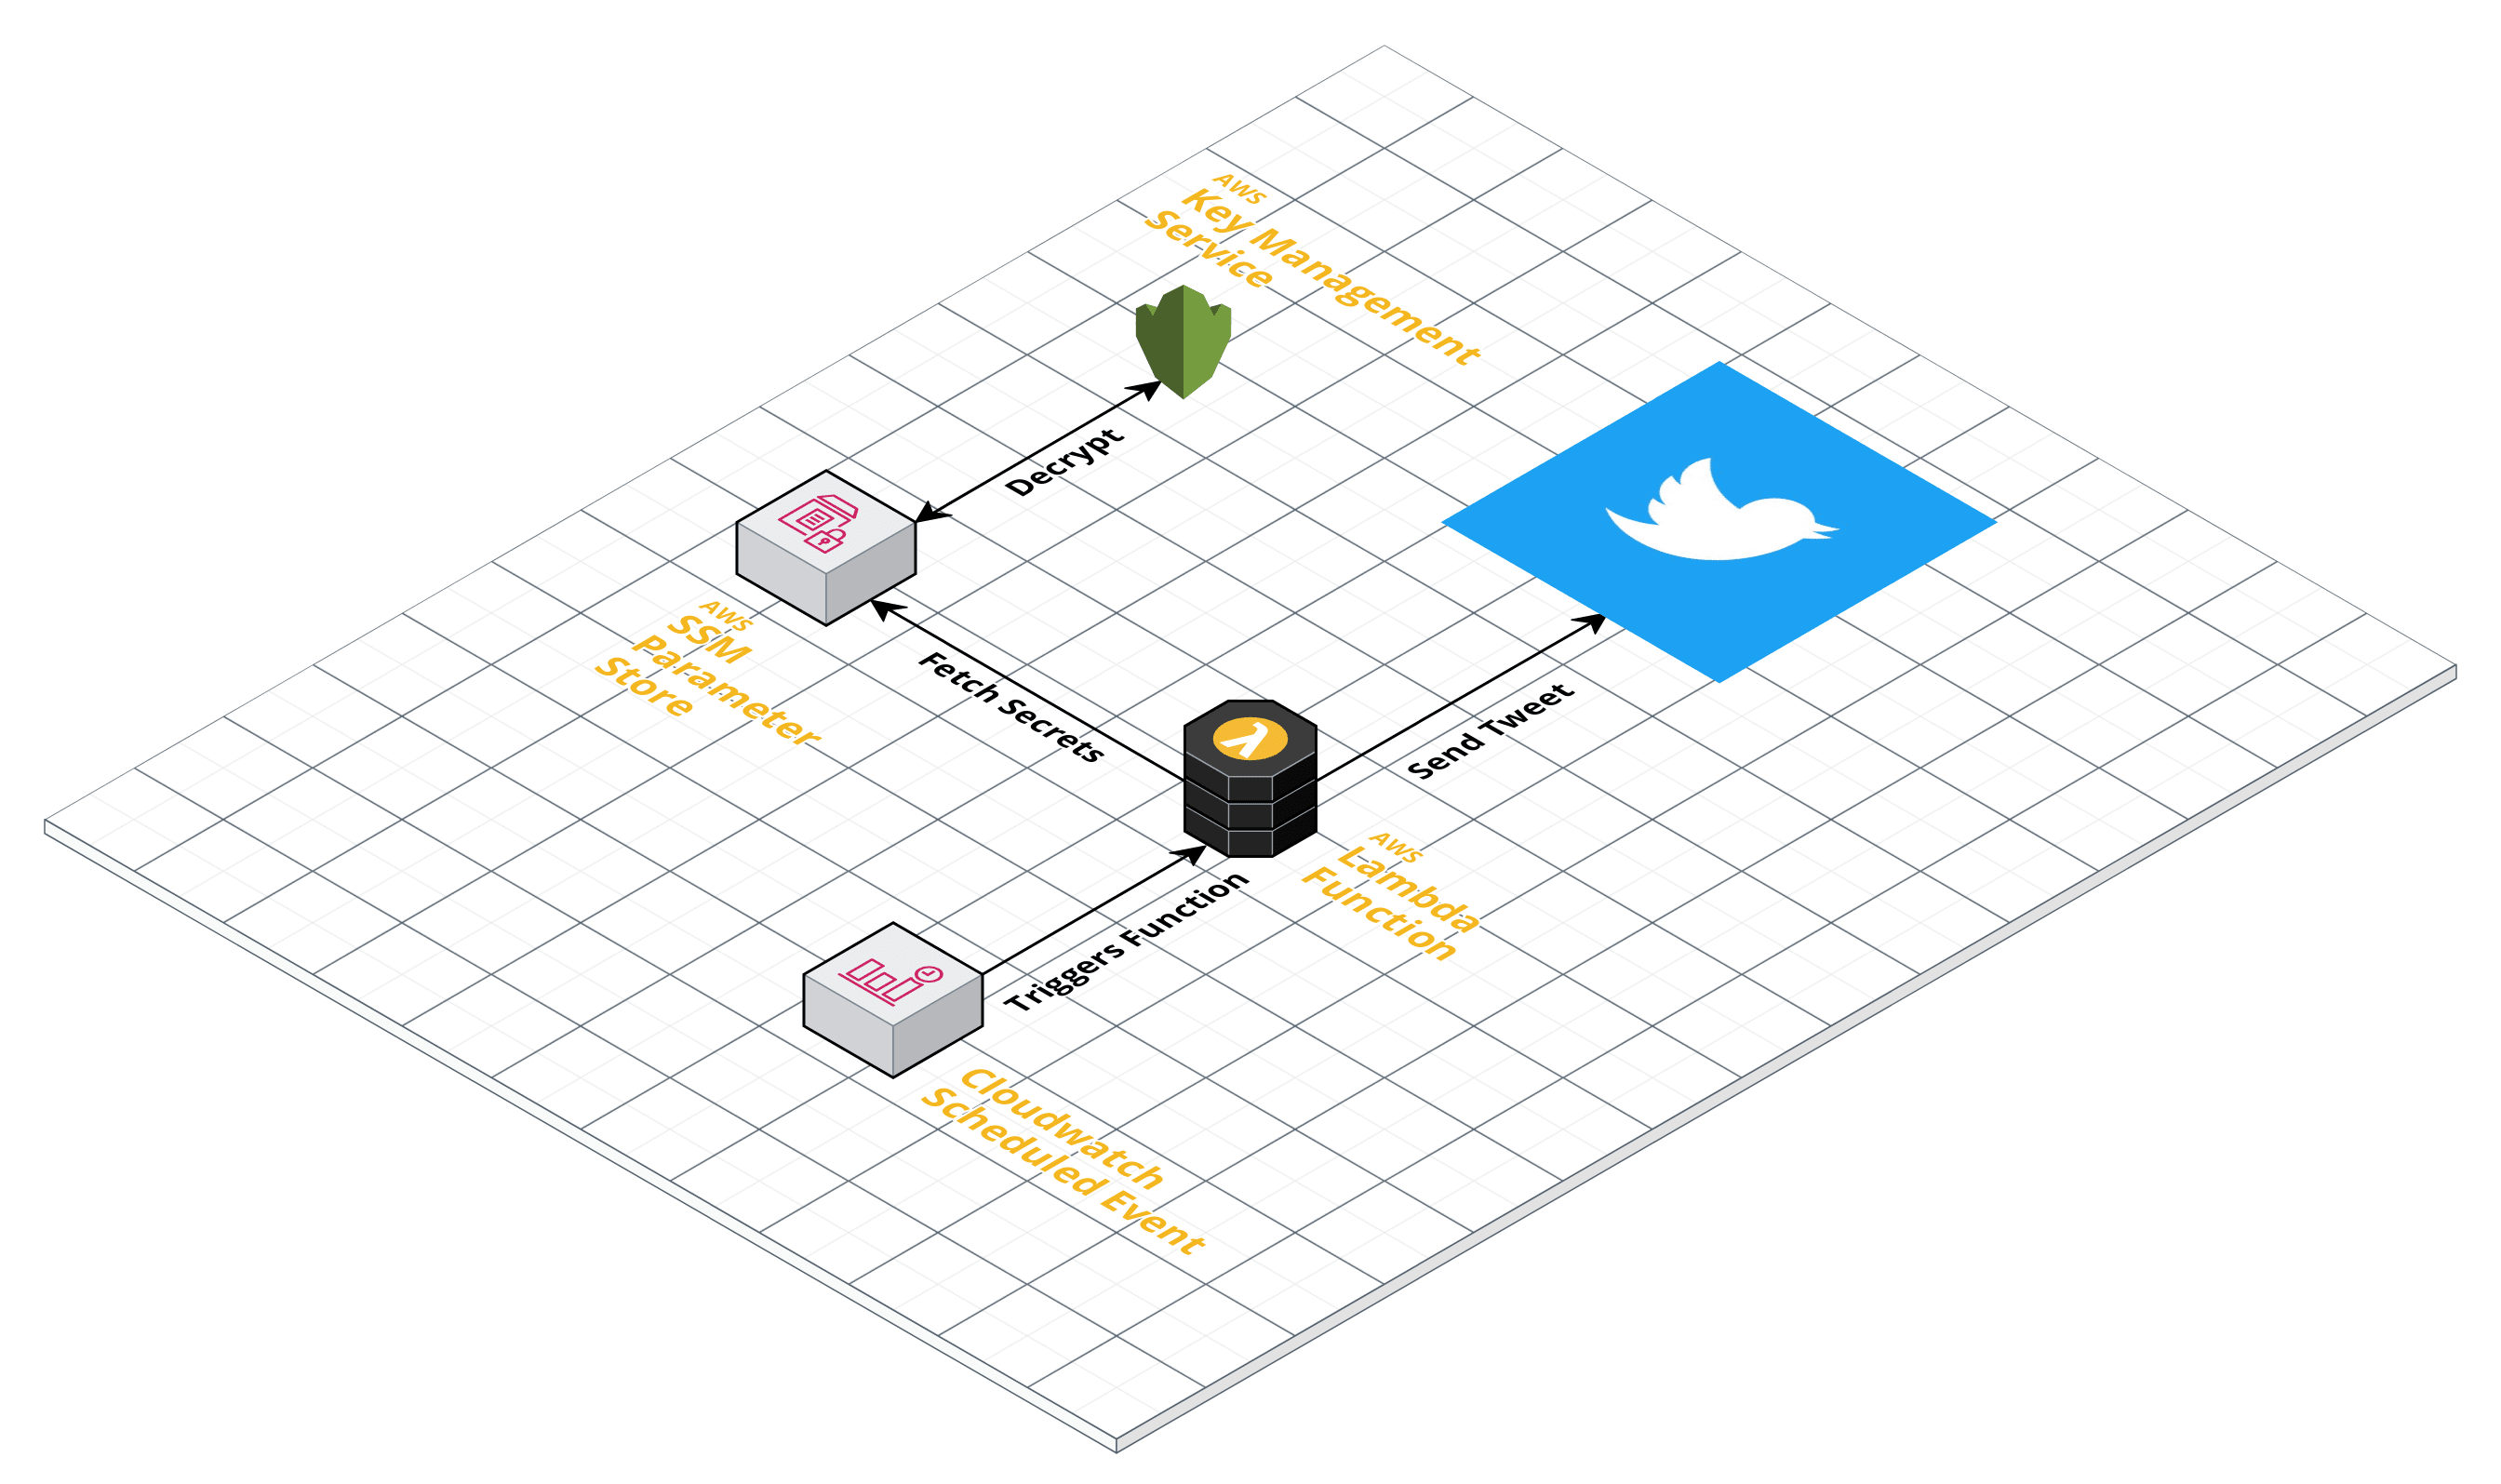 AWS
Key Management
Service
Decrypt
AWS
SSM
Parameter
Store
Fetch Secrets
Send Tweet
AWS
Lambda
Function
Triggers Function
Cloudwatch
Scheduled Event